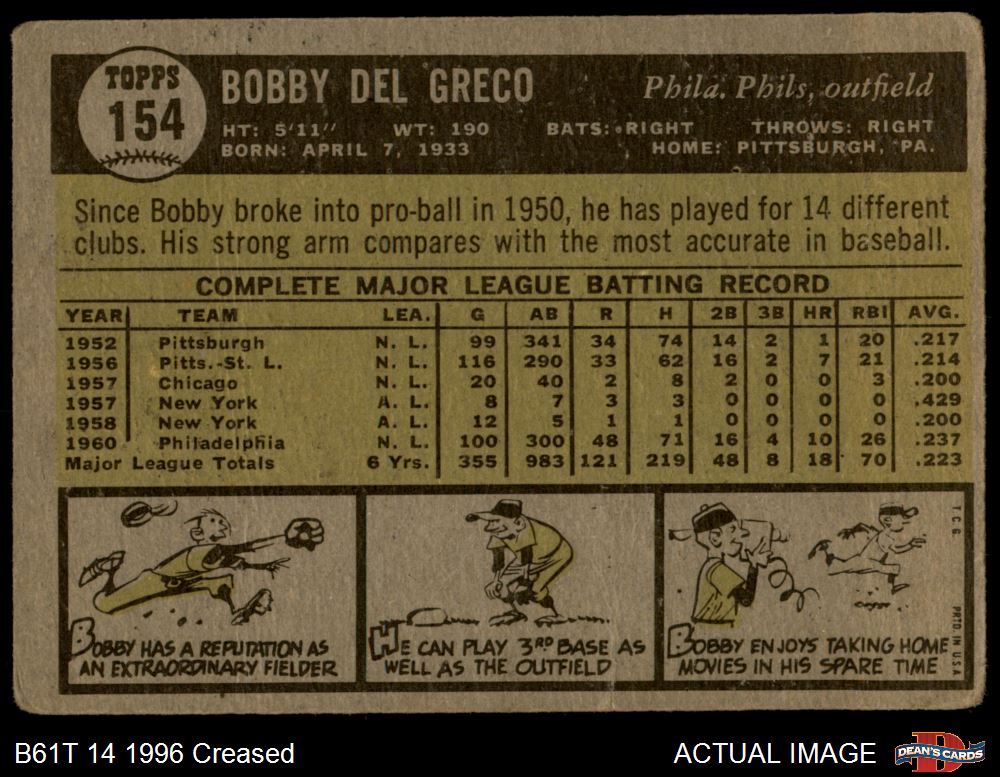 TOPPS
154
BOBBY DEL GRECO
Phila. Phils, outfield
HT: 5'11" WT: 190 BATS: RIGHT THROWS: RIGHT
BORN: APRIL 7, 1933 HOME: PITTSBURGH, PA.
Since Bobby broke into pro-ball in 1950, he has played for 14 different
clubs. His strong arm compares with the most accurate in baseball.
COMPLETE MAJOR LEAGUE BATTING RECORD
YEAR TEAM LEA. G AB R H 2B 3B HR RBI AVG.
1952 Pittsburgh N. L. 99 341 34 74 14 2 1 20 .217
1956 Pitts.-St. L. N. L. 116 290 33 62 16 2 7 21 .214
1957 Chicago N. L. 20 40 2 8 2 0 0 3 .200
1957 New York A. L. 8 7 3 3 0 0 0 0 .429
1958 New York A. L. 12 5 1 1 0 0 0 0 .200
1960 Philadelphia N. L. 100 300 48 71 16 4 10 26 .237
Major League Totals 6 Yrs. 355 983 121 219 48 8 18 70 .223
BOBBY HAS A REPUTATION AS
AN EXTRAORDINARY FIELDER
HE CAN PLAY 3RD BASE AS
WELL AS THE OUTFIELD
BOBBY ENJOYS TAKING HOME
MOVIES IN HIS SPARE TIME
T.C.G. PRTD IN U.S.A
B61T 14 1996 Creased
ACTUAL IMAGE
DEAN'S CARDS